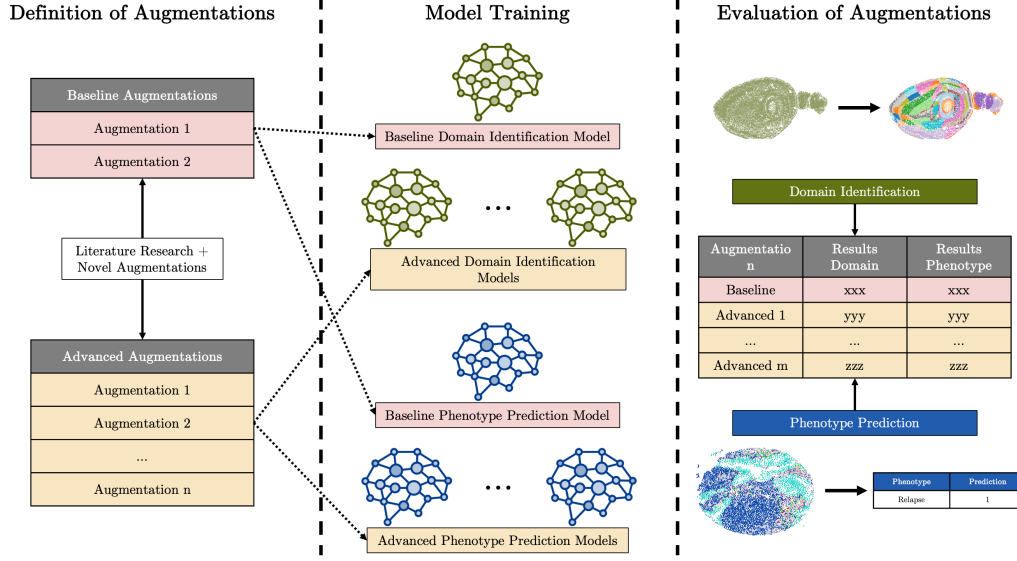 Definition of Augmentations
Baseline Augmentations
Augmentation 1
Augmentation 2
Literature Research +
Novel Augmentations
Advanced Augmentations
Augmentation 1
Augmentation 2
...
Augmentation n
Model Training
Baseline Domain Identification Model
...
Advanced Domain Identification
Models
Baseline Phenotype Prediction Model
...
Advanced Phenotype Prediction Models
Evaluation of Augmentations
Domain Identification
Augmentatio
n
Results
Domain
Results
Phenotype
Baseline xxx xxx
Advanced 1 yyy yyy
... ... ...
Advanced m zzz zzz
Phenotype Prediction
Phenotype Prediction
Relapse 1